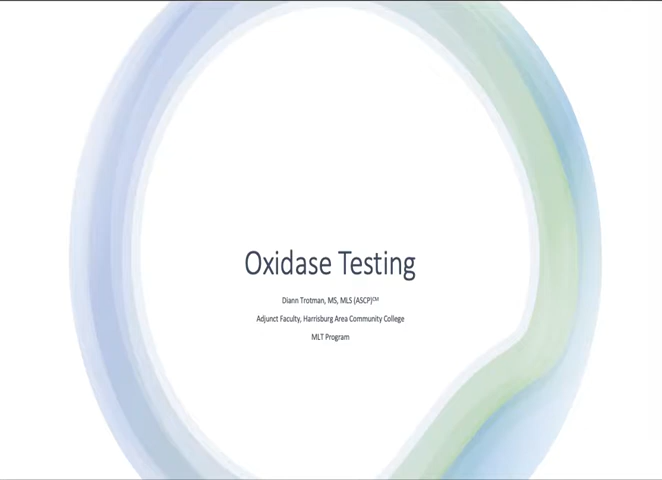 Oxidase Testing
Diann Trotman, MS, MLS (ASCP)ᶜᴹ
Adjunct Faculty, Harrisburg Area Community College
MLT Program